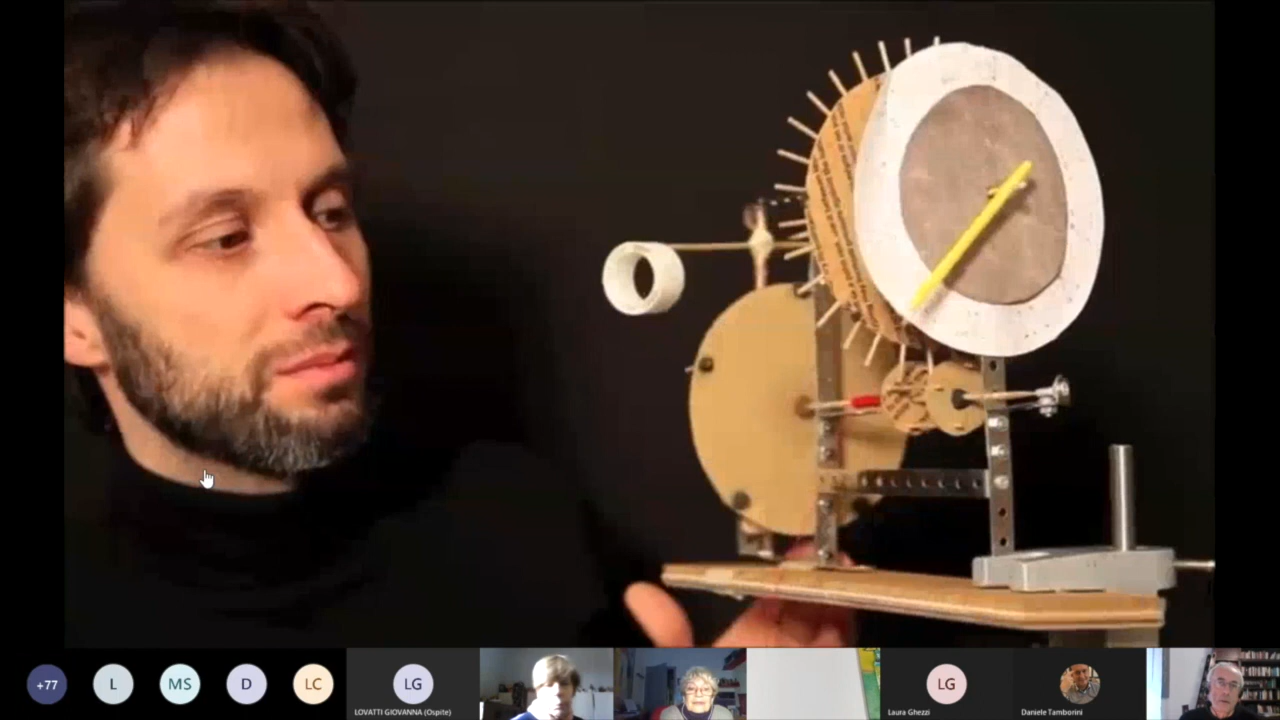 +77
L
MS
D
LC
LG
LOVATTI GIOVANNA (Ospite)
LG
Laura Ghezzi
Daniele Tamborini